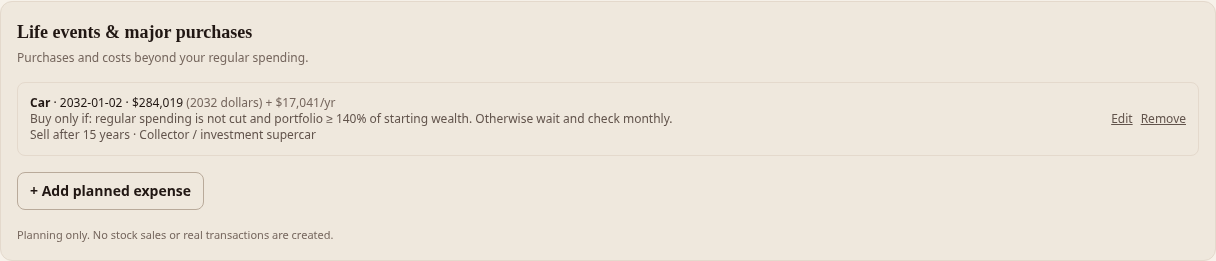 Life events & major purchases
Purchases and costs beyond your regular spending.
Car · 2032-01-02 · $284,019 (2032 dollars) + $17,041/yr
Buy only if: regular spending is not cut and portfolio ≥ 140% of starting wealth. Otherwise wait and check monthly.
Edit Remove
Sell after 15 years · Collector / investment supercar
+ Add planned expense
Planning only. No stock sales or real transactions are created.